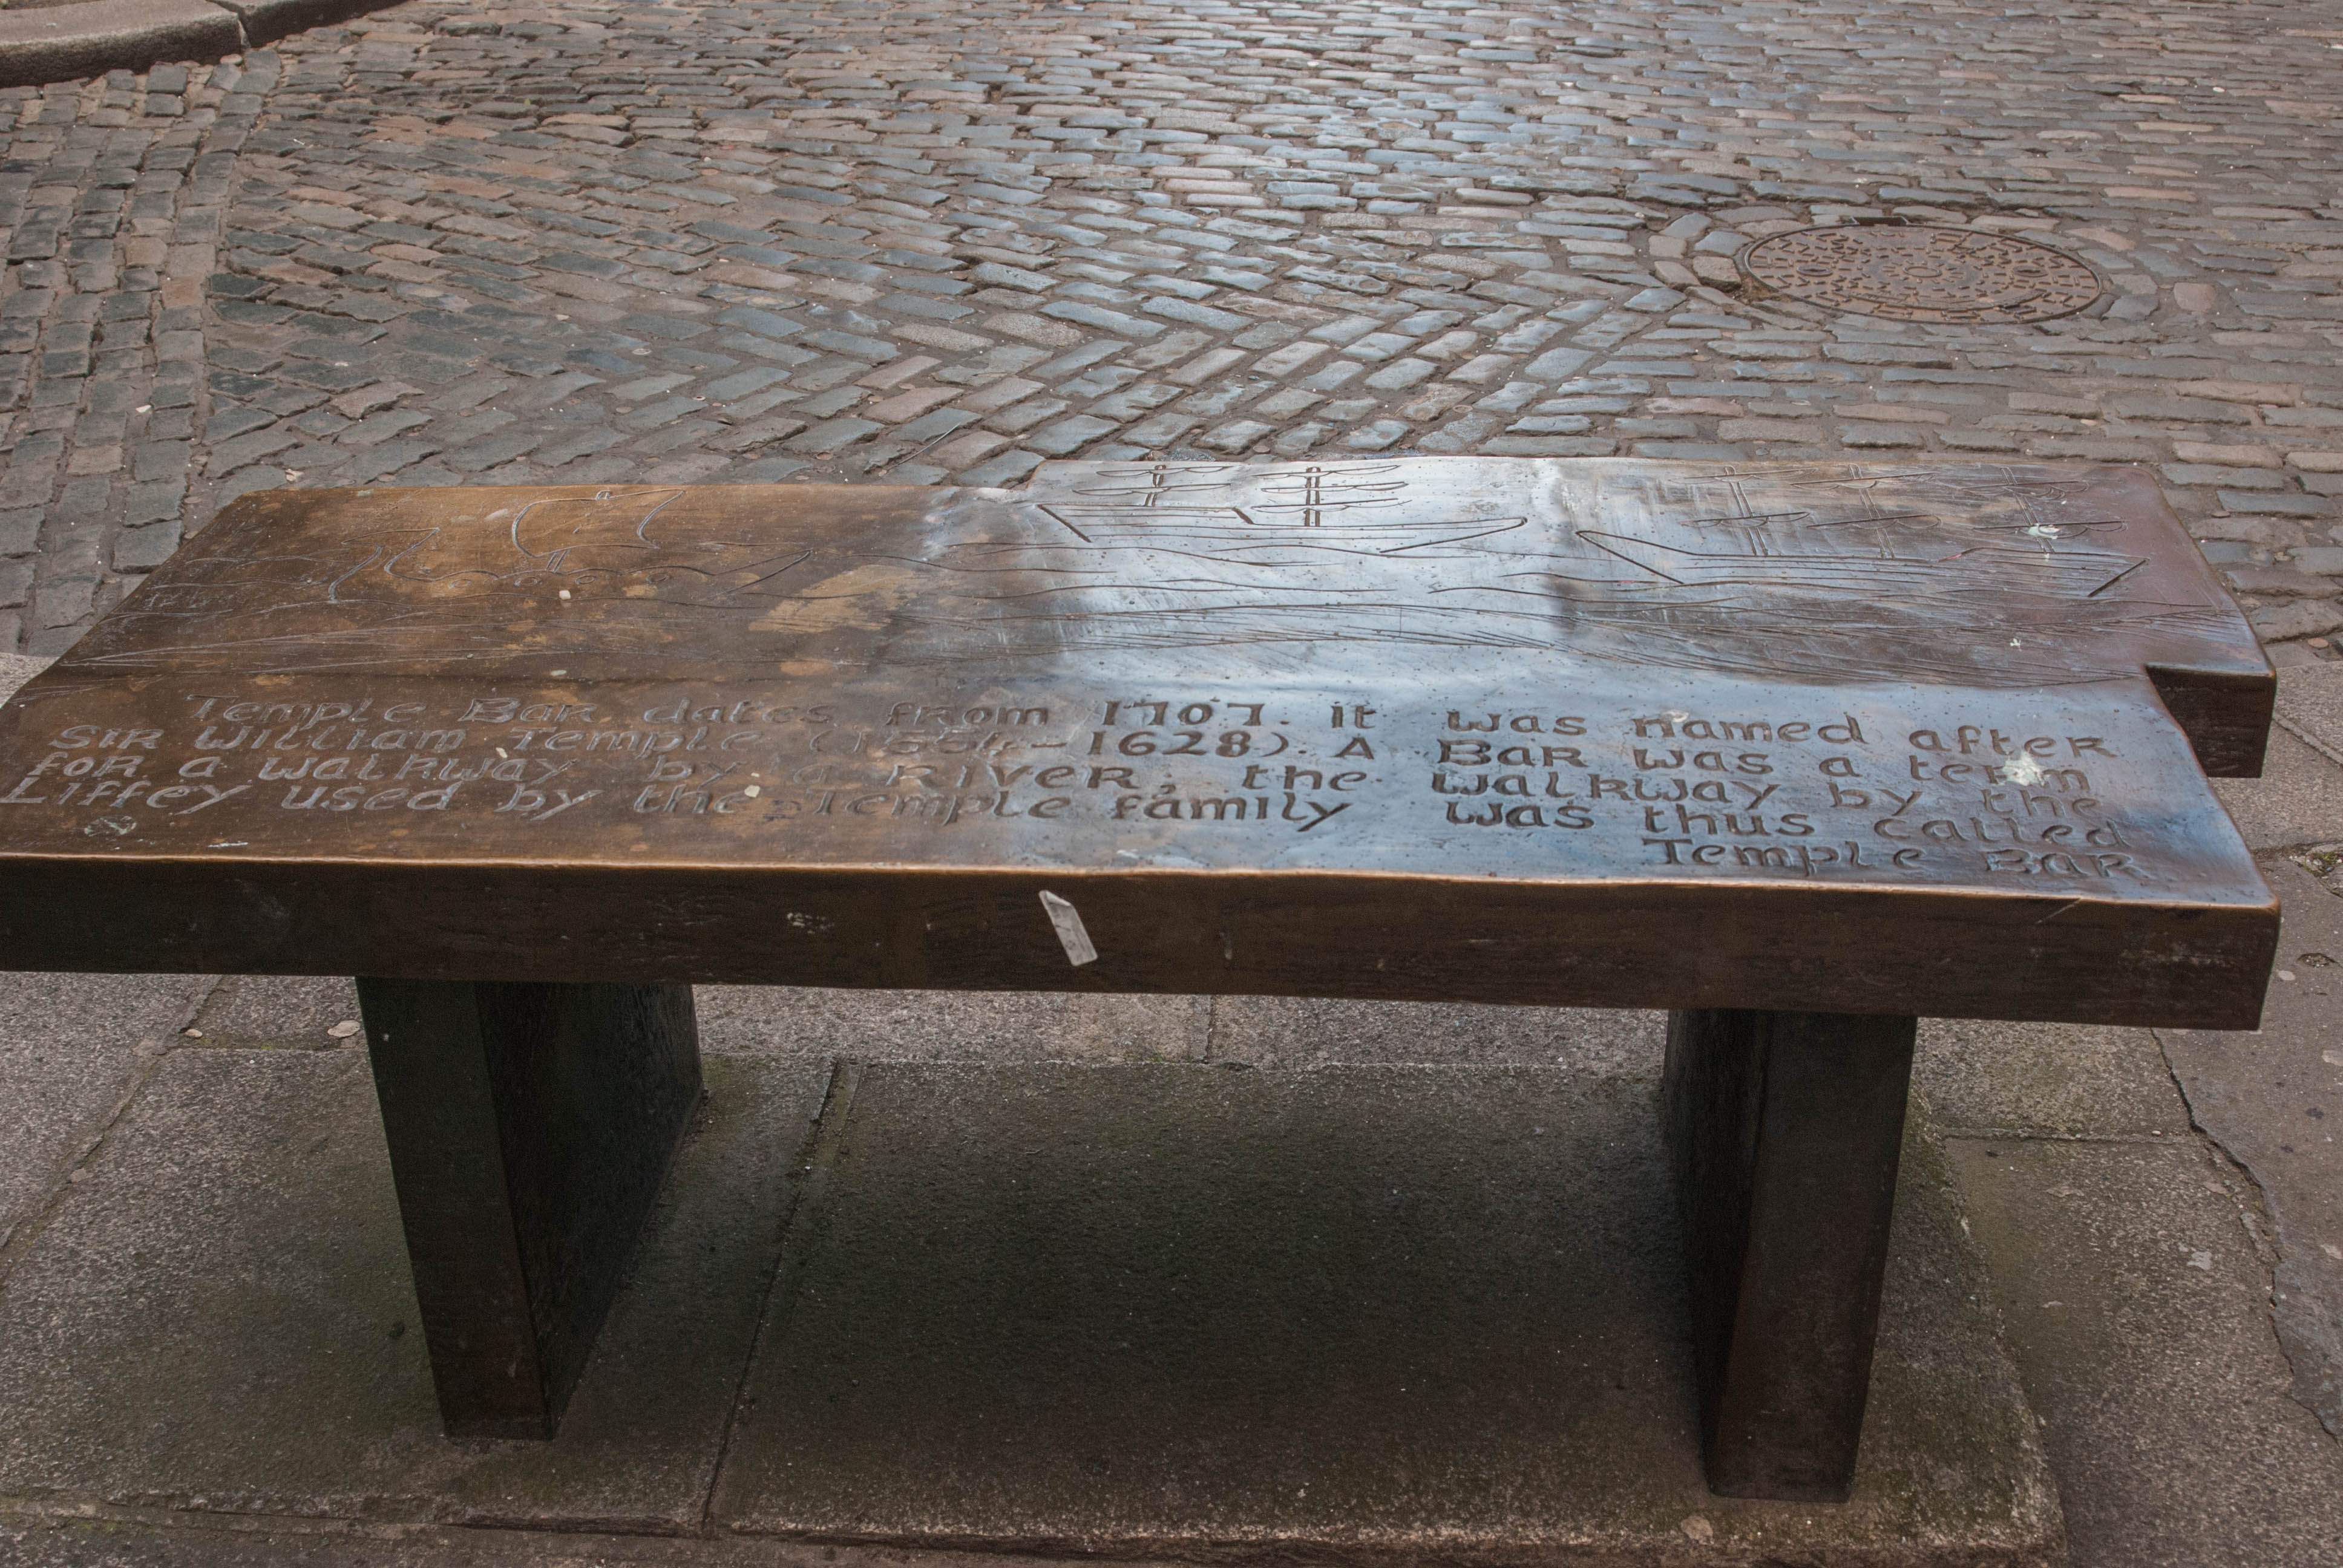 Temple Bar dates from 1707. It was named after
Sir William Temple (1554-1628). A Bar was a term
for a walkway by a River, the walkway by the
Liffey used by the Temple family was thus called
Temple Bar